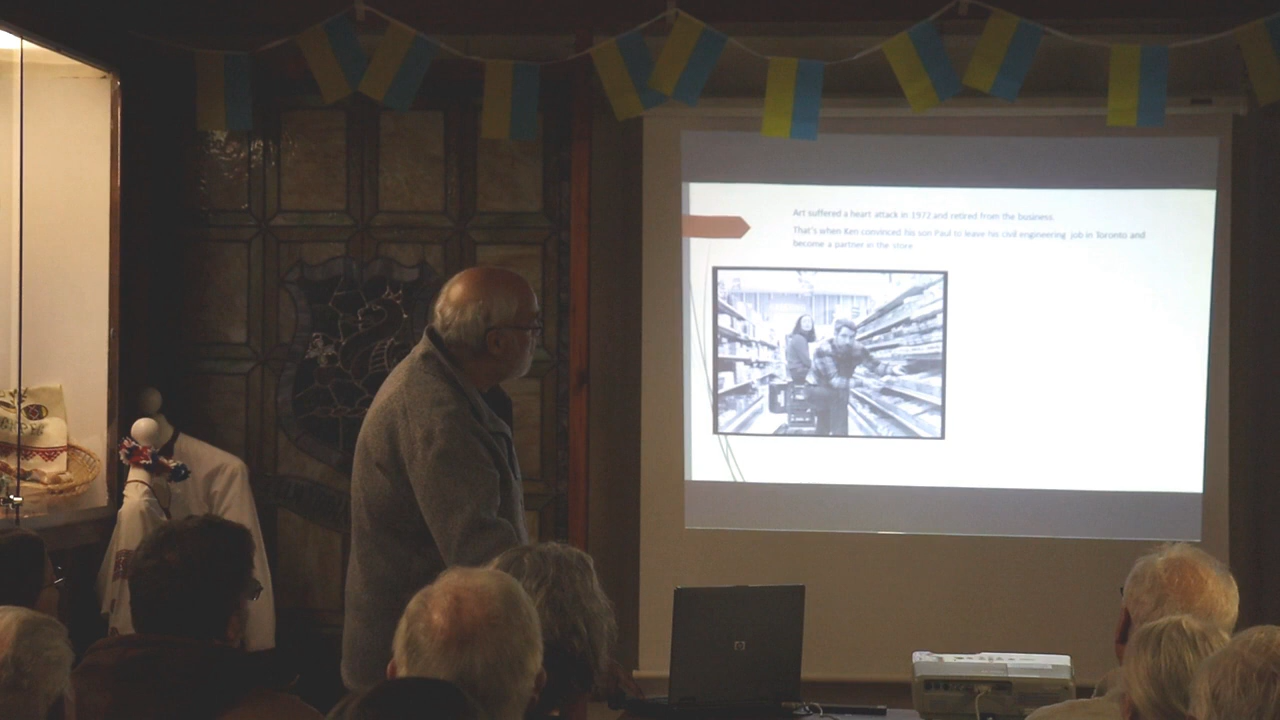 Art suffered a heart attack in 1972 and retired from the business.
That's when Ken convinced his son Paul to leave his civil engineering job in Toronto and
become a partner in the store
hp